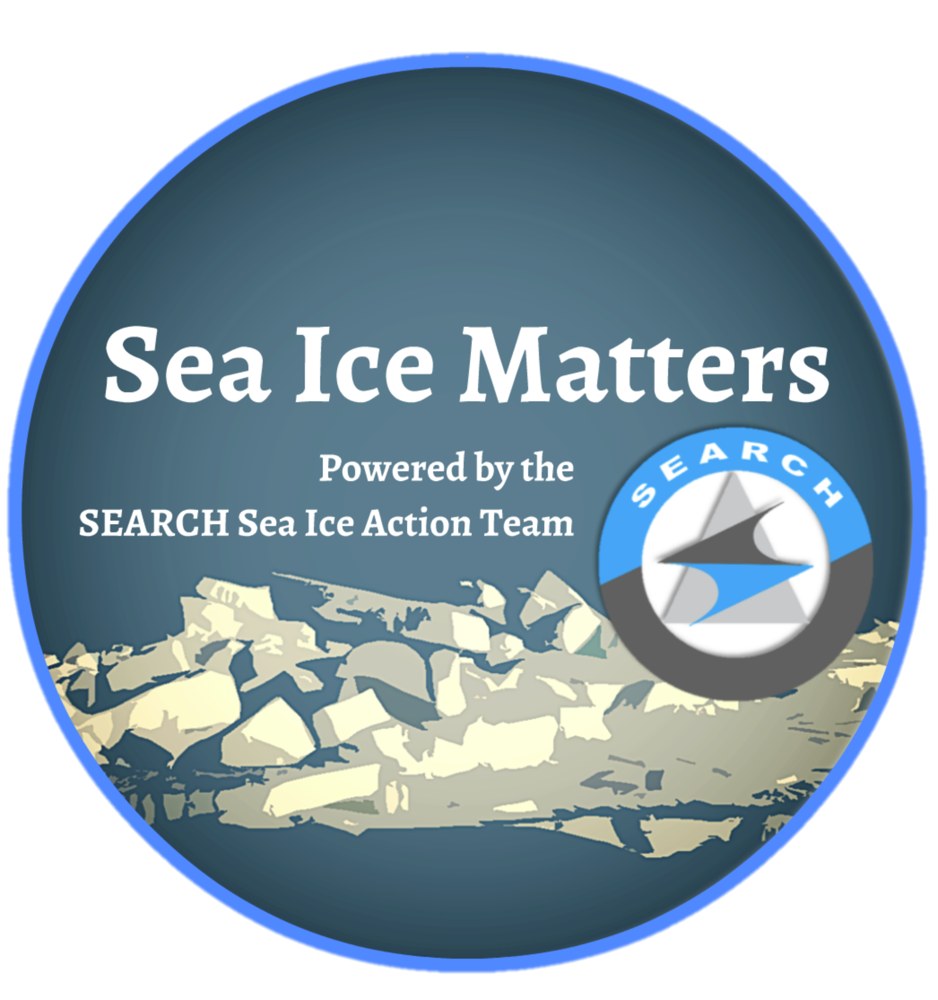 Sea Ice Matters
Powered by the
SEARCH Sea Ice Action Team
SEARCH